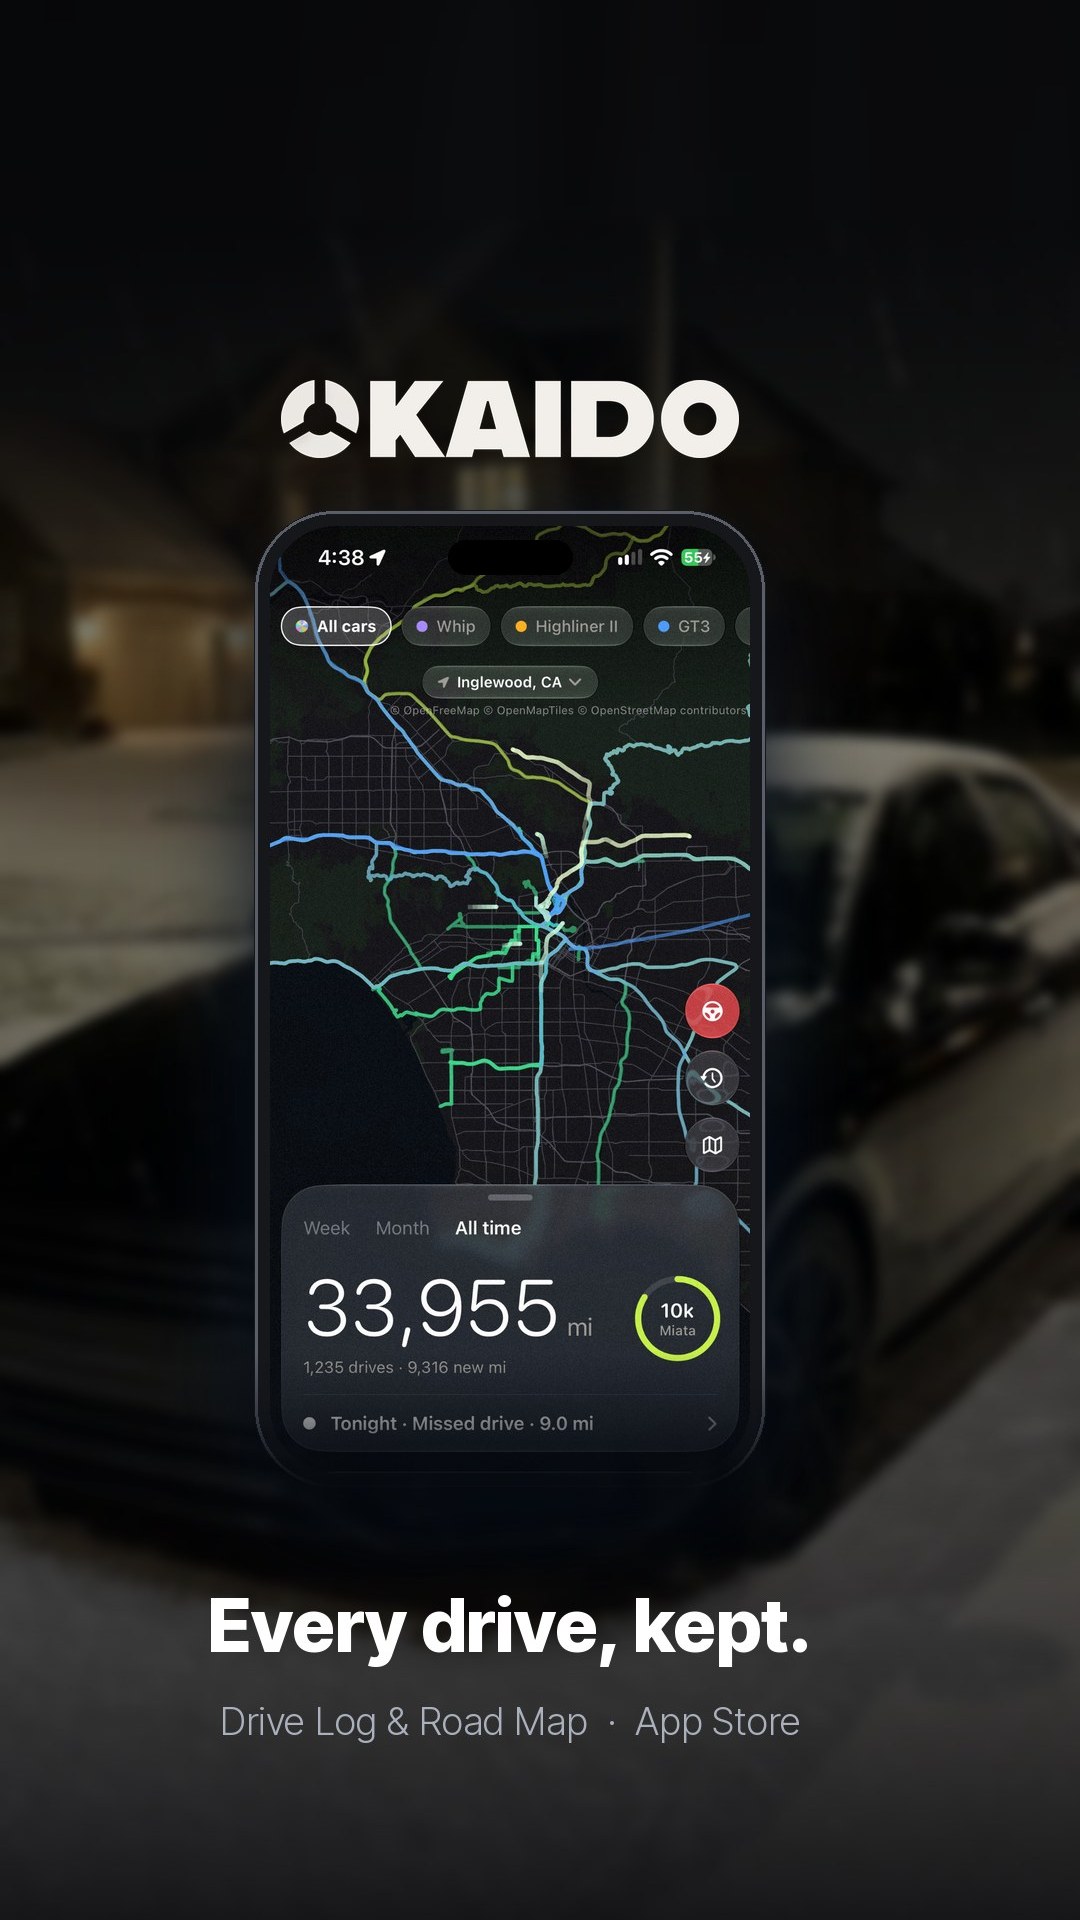 KAIDO
4:38
55
All cars
Whip
Highliner II
GT3
Inglewood, CA
© OpenFreeMap © OpenMapTiles © OpenStreetMap contributors
Week
Month
All time
33,955 mi
10k
Miata
1,235 drives · 9,316 new mi
Tonight · Missed drive · 9.0 mi
Every drive, kept.
Drive Log & Road Map · App Store